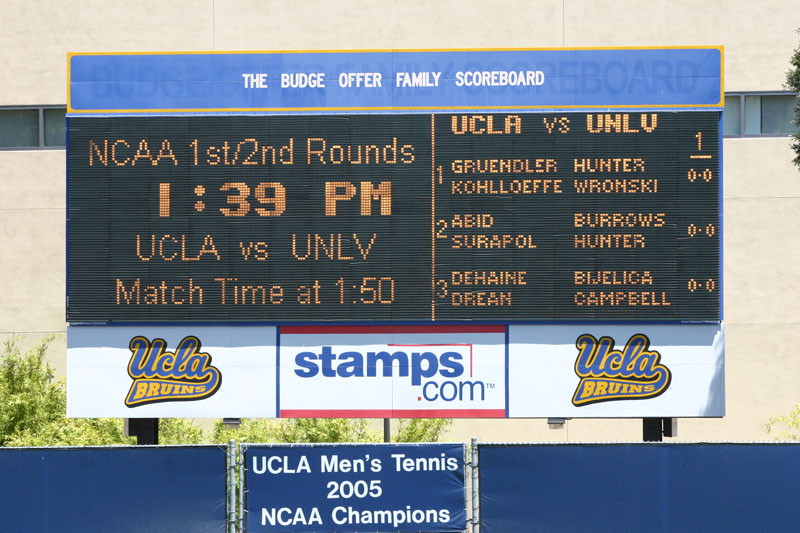 THE BUDGE OFFER FAMILY SCOREBOARD
NCAA 1st/2nd Rounds
1:39 PM
UCLA vs UNLV
Match Time at 1:50
UCLA vs UNLV 1
1 GRUENDLER HUNTER 0-0
KOHLLOEFFE WRONSKI
2 ABID BURROWS 0-0
SURAPOL HUNTER
3 DEHAINE BIJELICA 0-0
DREAN CAMPBELL
Ucla BRUINS
stamps.com™
Ucla BRUINS
UCLA Men's Tennis
2005
NCAA Champions